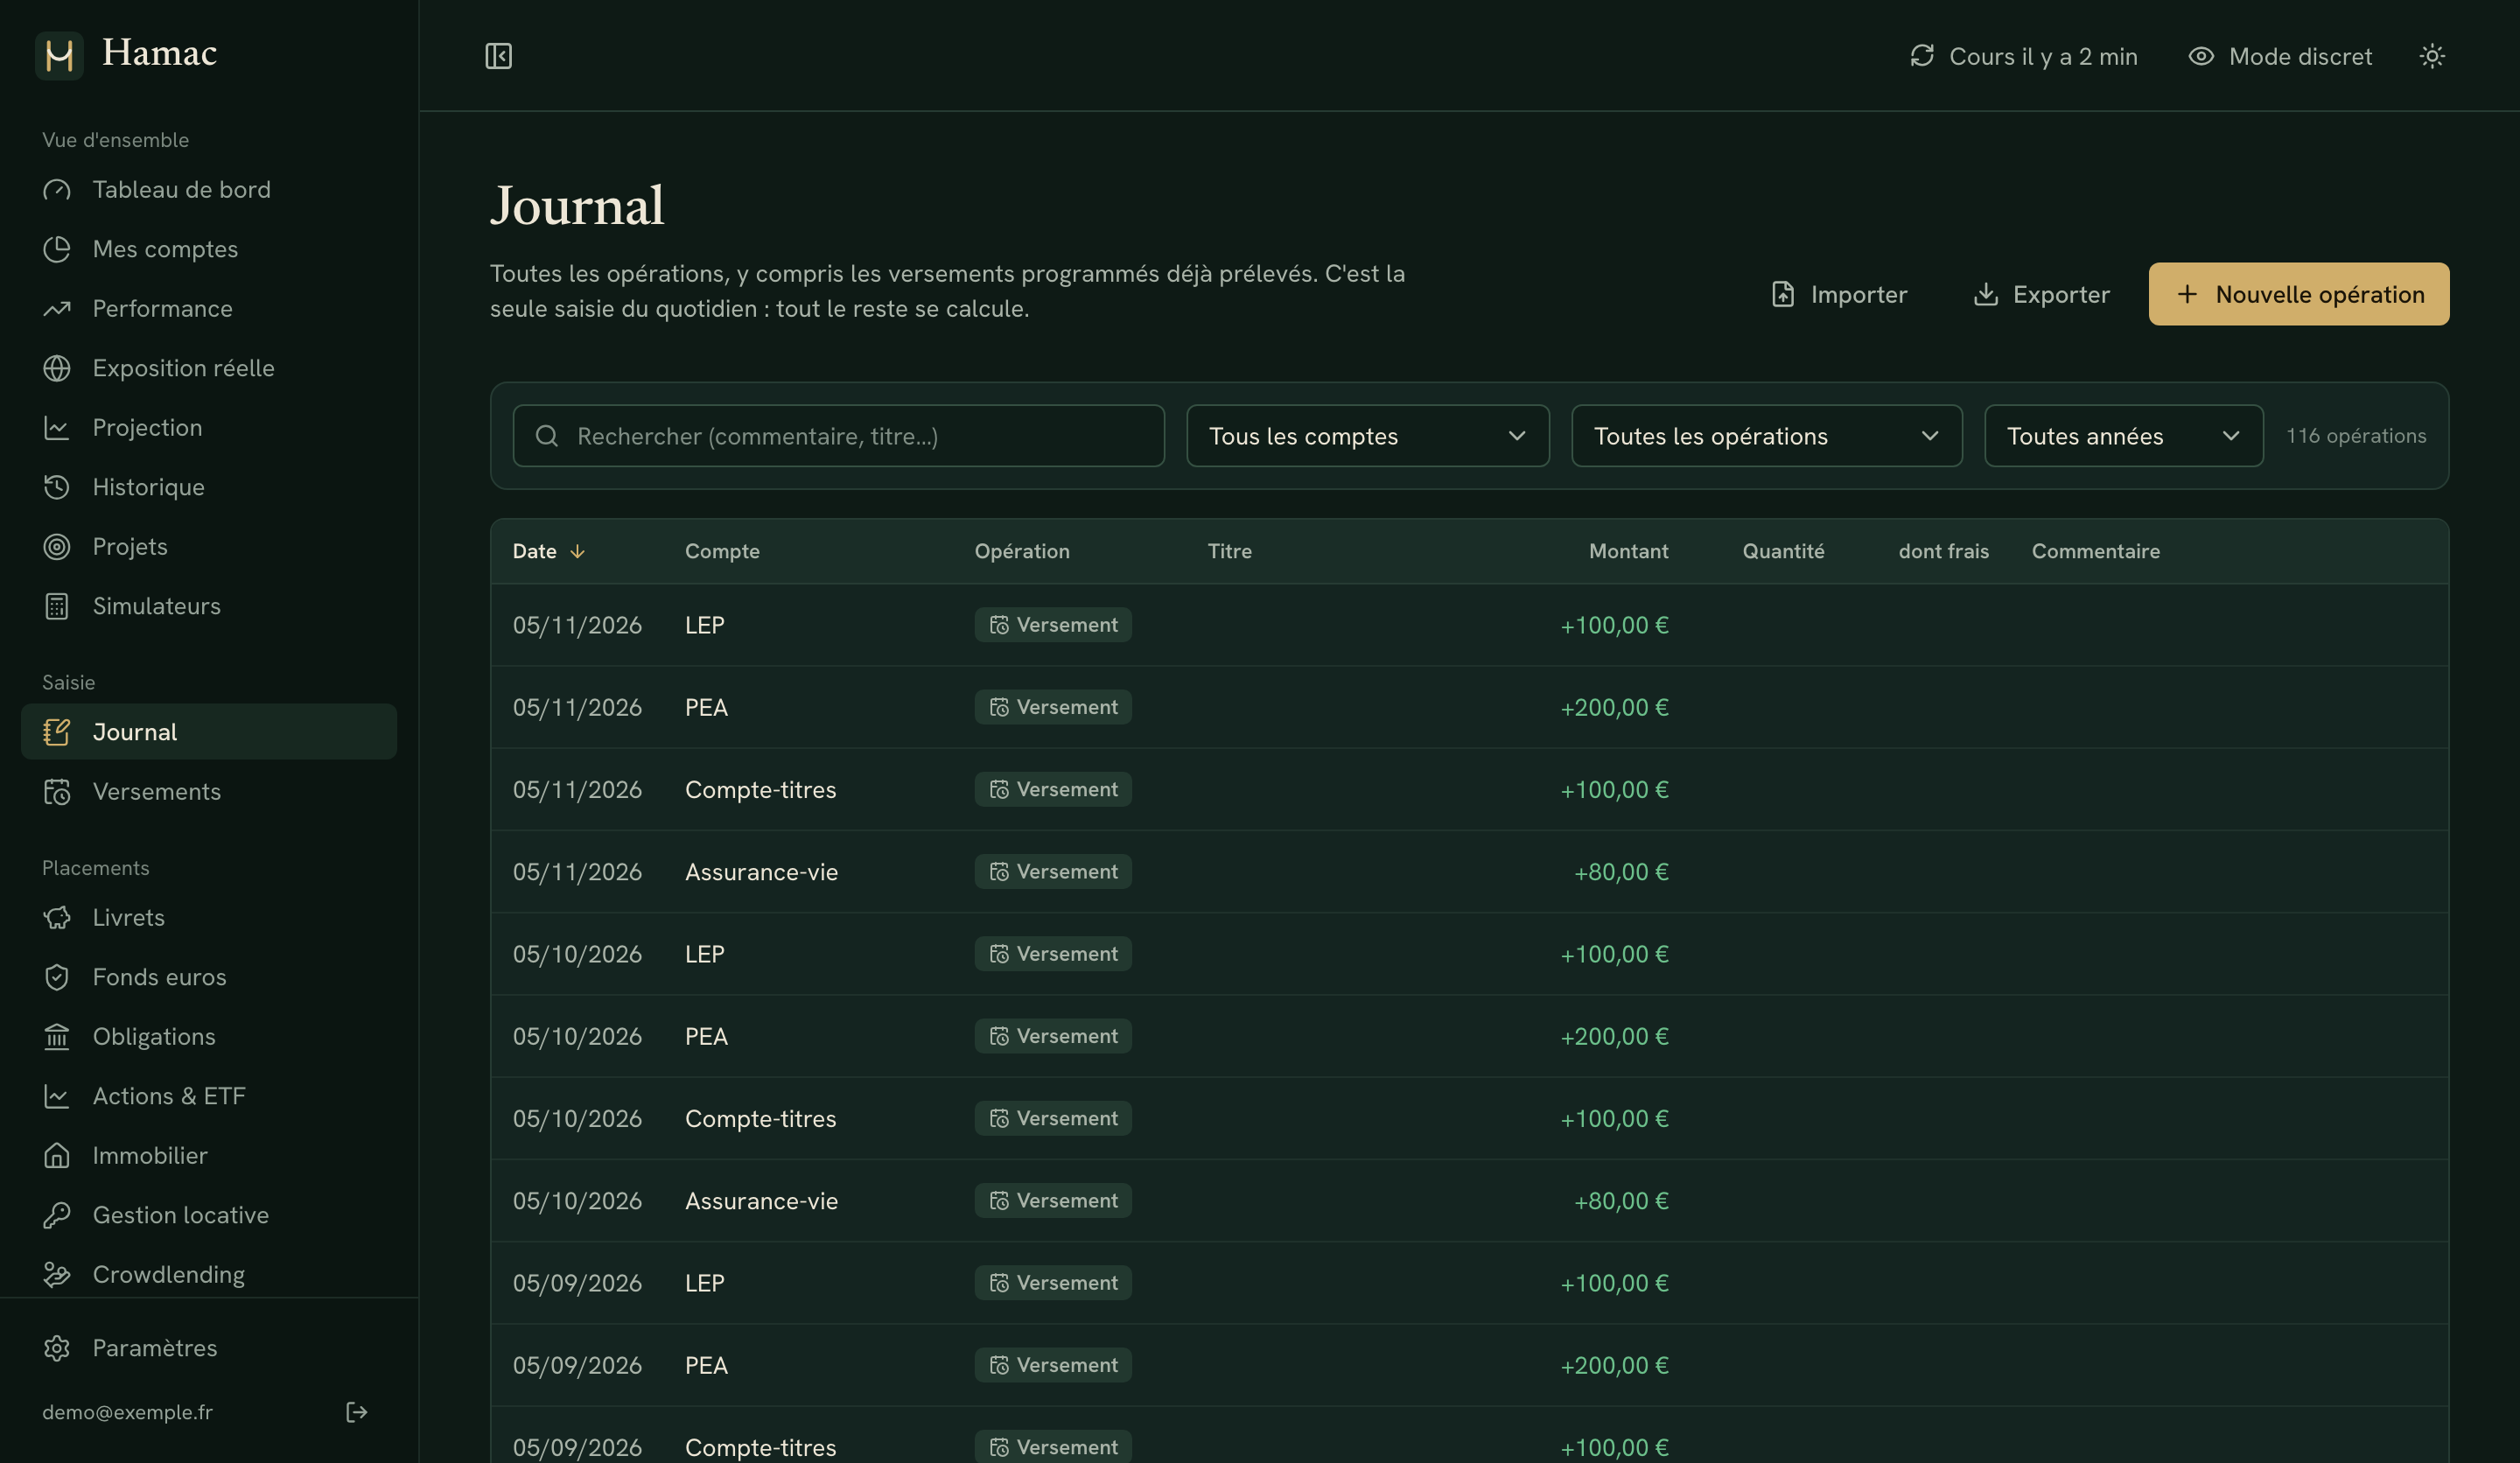 Hamac
Vue d'ensemble
Tableau de bord
Mes comptes
Performance
Exposition réelle
Projection
Historique
Projets
Simulateurs
Saisie
Journal
Versements
Placements
Livrets
Fonds euros
Obligations
Actions & ETF
Immobilier
Gestion locative
Crowdlending
Paramètres
demo@exemple.fr
Cours il y a 2 min Mode discret
Journal
Toutes les opérations, y compris les versements programmés déjà prélevés. C'est la
seule saisie du quotidien : tout le reste se calcule.
Importer Exporter + Nouvelle opération
Rechercher (commentaire, titre...) Tous les comptes Toutes les opérations Toutes années 116 opérations
Date Compte Opération Titre Montant Quantité dont frais Commentaire
05/11/2026 LEP Versement +100,00 €
05/11/2026 PEA Versement +200,00 €
05/11/2026 Compte-titres Versement +100,00 €
05/11/2026 Assurance-vie Versement +80,00 €
05/10/2026 LEP Versement +100,00 €
05/10/2026 PEA Versement +200,00 €
05/10/2026 Compte-titres Versement +100,00 €
05/10/2026 Assurance-vie Versement +80,00 €
05/09/2026 LEP Versement +100,00 €
05/09/2026 PEA Versement +200,00 €
05/09/2026 Compte-titres Versement +100,00 €